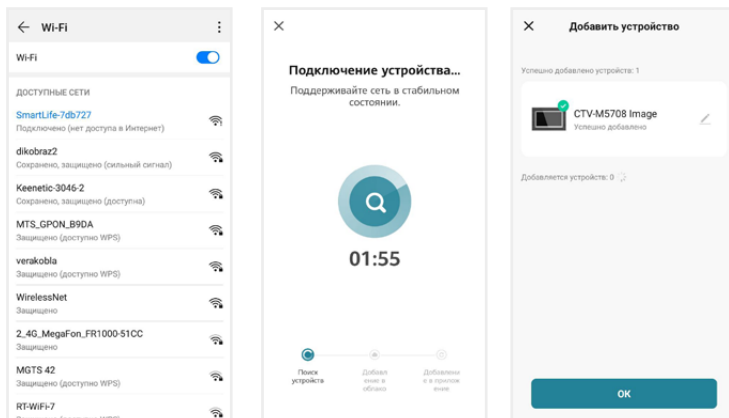 Wi-Fi
Wi-Fi
ДОСТУПНЫЕ СЕТИ
SmartLife-7db727
Подключено (нет доступа в Интернет)
dikobraz2
Сохранено, защищено (сильный сигнал)
Keenetic-3046-2
Сохранено, защищено (доступна)
MTS_GPON_B9DA
Защищено (доступно WPS)
verakobla
Защищено (доступно WPS)
WirelessNet
Защищено
2_4G_MegaFon_FR1000-51CC
Защищено
MGTS 42
Защищено (доступно WPS)
RT-WiFi-7
Подключение устройства...
Поддерживайте сеть в стабильном
состоянии.
01:55
Поиск
устройств
Добавл
ение в
облако
Добавлени
е в прилож
ение
Добавить устройство
Успешно добавлено устройств: 1
CTV-M5708 Image
Успешно добавлено
Добавляется устройств: 0
ОК